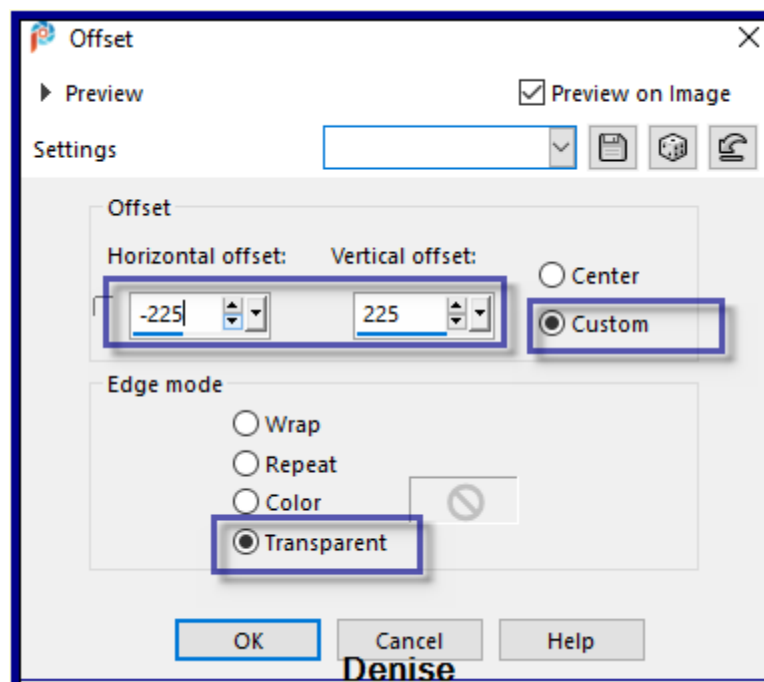 Offset
Preview
Preview on Image
Settings
Offset
Horizontal offset: Vertical offset:
Center
-225 225
Custom
Edge mode
Wrap
Repeat
Color
Transparent
OK Cancel Help
Denise